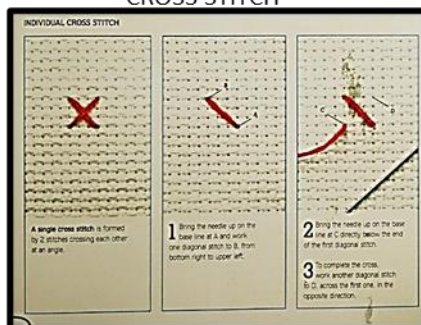 CROSS STITCH
INDIVIDUAL CROSS STITCH
B
A
C
D
A single cross stitch is formed
by 2 stitches crossing each other
at an angle.
1 Bring the needle up on the
base line at A and work
one diagonal stitch to B, from
bottom right to upper left.
2 Bring the needle up on the base
line at C directly below the end
of the first diagonal stitch.
3 To complete the cross,
work another diagonal stitch
to D, across the first one, in the
opposite direction.